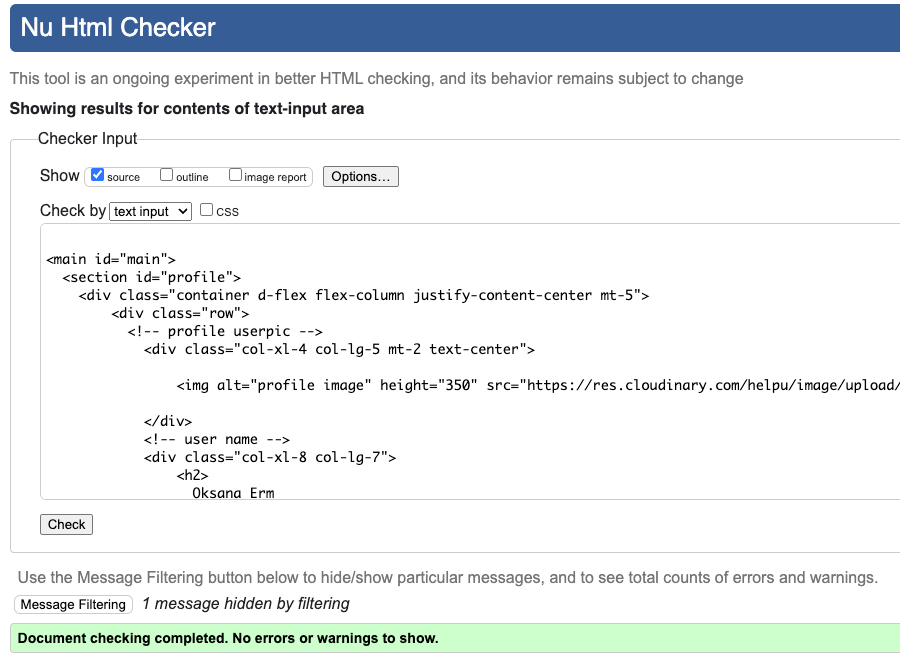 Nu Html Checker
This tool is an ongoing experiment in better HTML checking, and its behavior remains subject to change
Showing results for contents of text-input area
Checker Input
Show source outline image report Options...
Check by text input css
<main id="main">
<section id="profile">
<div class="container d-flex flex-column justify-content-center mt-5">
<div class="row">
<!-- profile userpic -->
<div class="col-xl-4 col-lg-5 mt-2 text-center">
<img alt="profile image" height="350" src="https://res.cloudinary.com/helpu/image/upload/
</div>
<!-- user name -->
<div class="col-xl-8 col-lg-7">
<h2>
Oksana Erm
Check
Use the Message Filtering button below to hide/show particular messages, and to see total counts of errors and warnings.
Message Filtering 1 message hidden by filtering
Document checking completed. No errors or warnings to show.